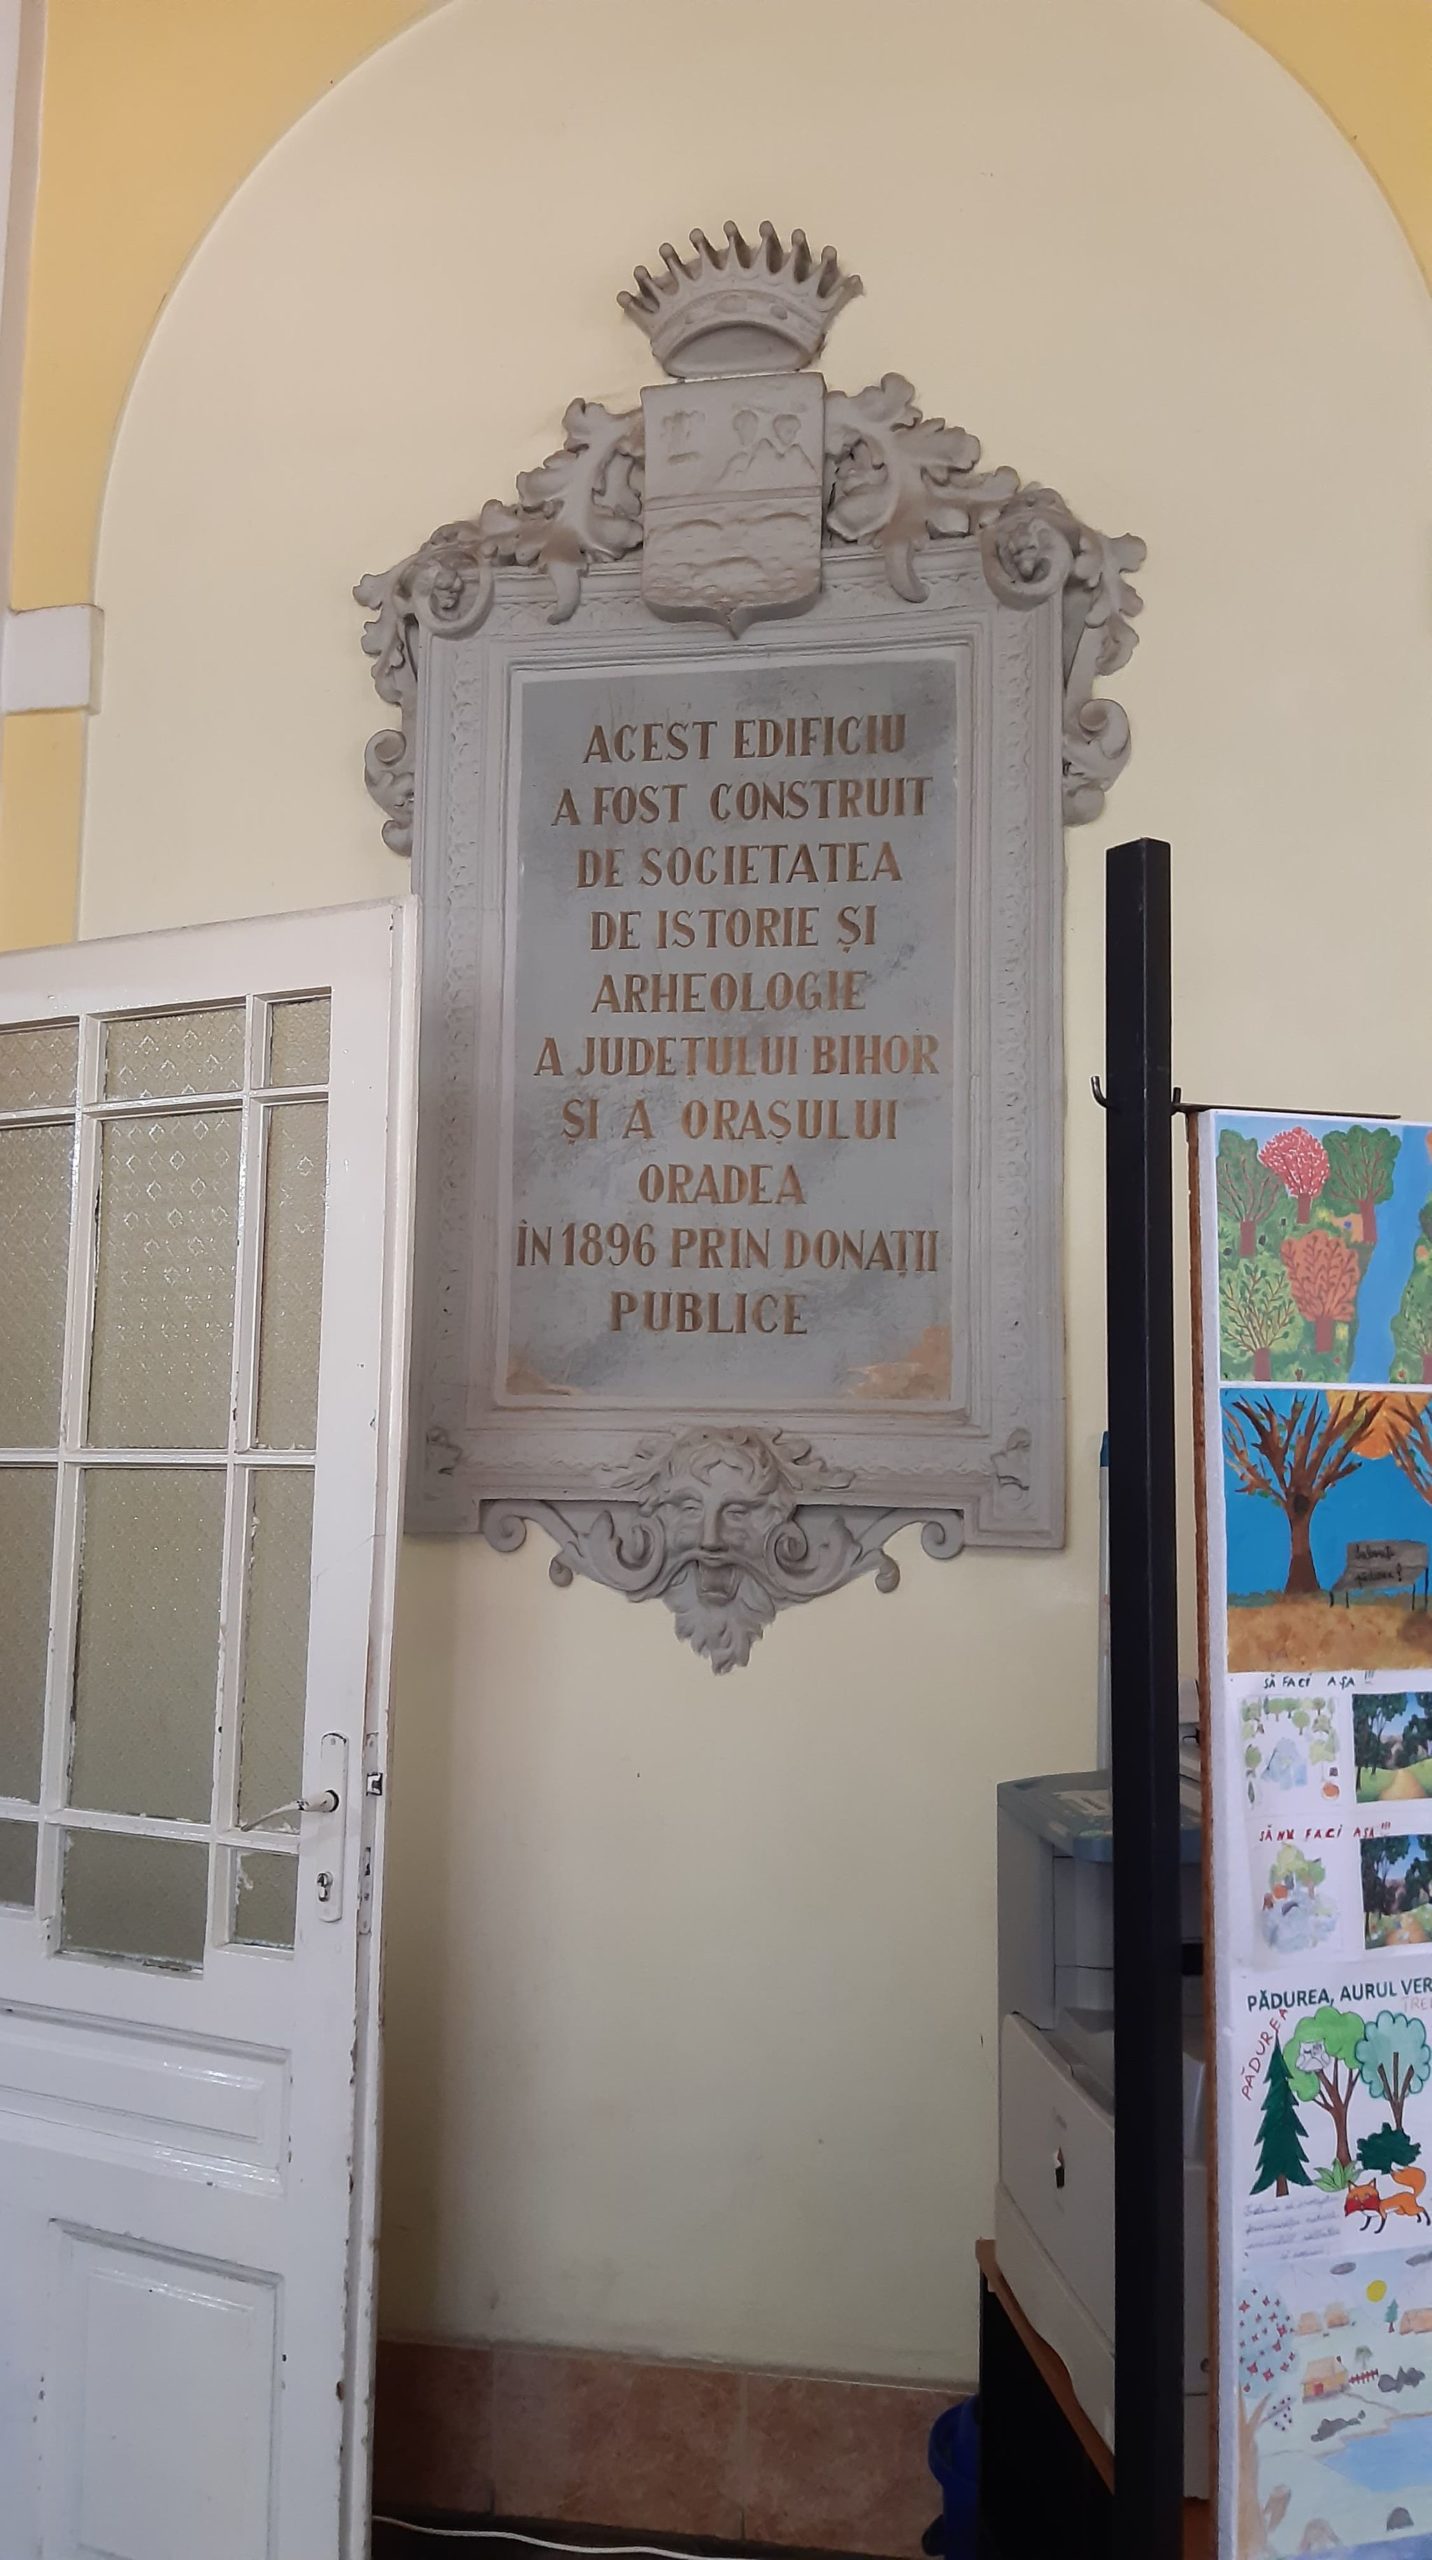 ACEST EDIFICIU
A FOST CONSTRUIT
DE SOCIETATEA
DE ISTORIE ȘI
ARHEOLOGIE
A JUDEȚULUI BIHOR
ȘI A ORAȘULUI
ORADEA
ÎN 1896 PRIN DONAȚII
PUBLICE
SĂ FACI AȘA !!!
SĂ NU FACI AȘA !!!
PĂDUREA, AURUL VER
PĂDUREA